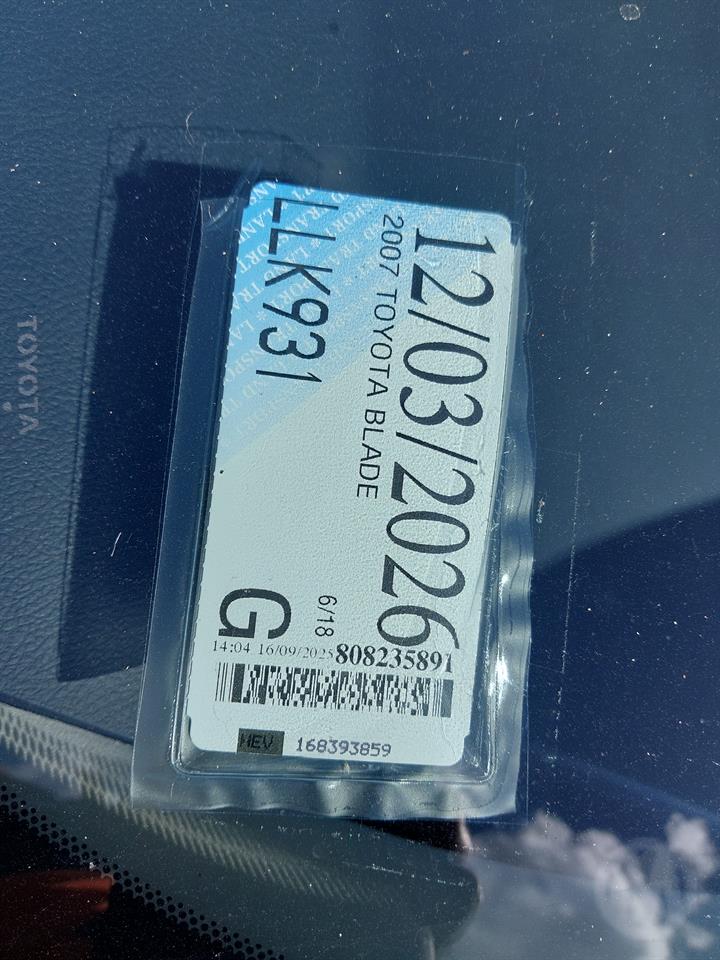 12/03/2026
2007 TOYOTA BLADE
LLK931
6/18
G
14:04 16/09/2025
808235891
HEV 168393859
TOYOTA